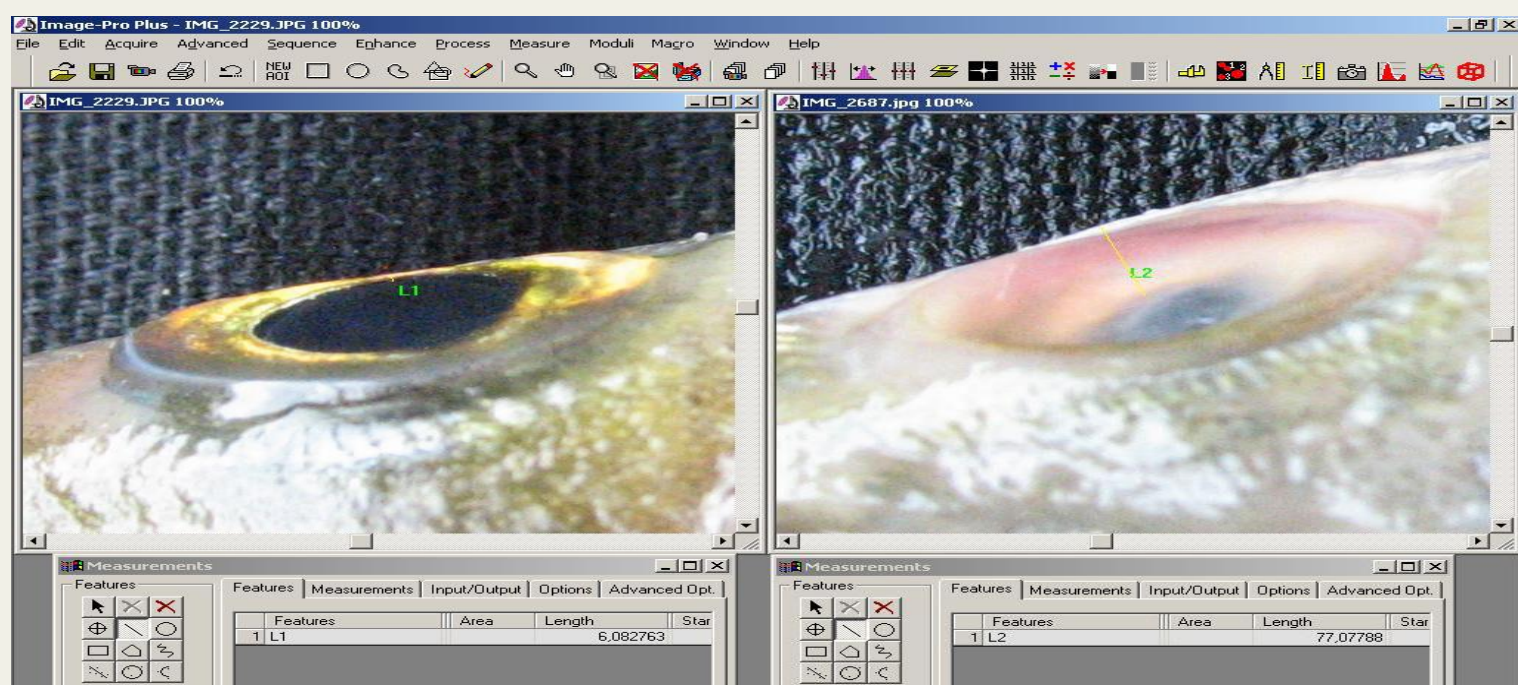 Image-Pro Plus - IMG_2229.JPG 100%
File Edit Acquire Advanced Sequence Enhance Process Measure Moduli Macro Window Help
NEW
AOI
IMG_2229.JPG 100%
IMG_2687.jpg 100%
L1
L2
Measurements
Features
Features Measurements Input/Output Options Advanced Opt.
Features Area Length Star
1 L1 6,082763
Measurements
Features
Features Measurements Input/Output Options Advanced Opt.
Features Area Length Star
1 L2 77,07788